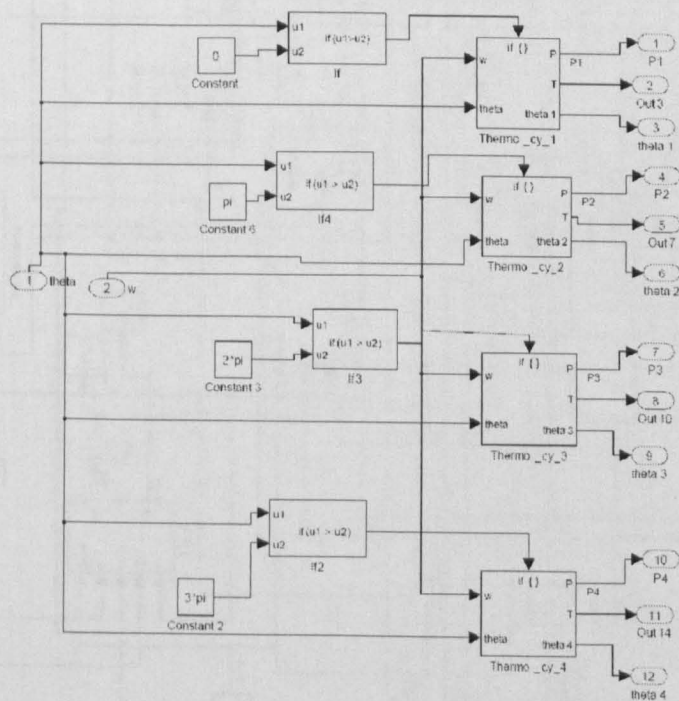 u1
if(u1>u2)
u2
0
Constant
If
if { }
w
P
P1
T
theta
theta 1
Thermo _cy_1
1
P1
2
Out 3
3
theta 1
u1
if(u1 > u2)
u2
pi
Constant 6
If4
if { }
w
P
P2
T
theta
theta 2
Thermo _cy_2
4
P2
5
Out 7
6
theta 2
1
theta
2
w
u1
if(u1 > u2)
u2
2*pi
Constant 3
If3
if { }
w
P
P3
T
theta
theta 3
Thermo _cy_3
7
P3
8
Out 10
9
theta 3
u1
if(u1 > u2)
u2
3*pi
Constant 2
If2
if { }
w
P
P4
T
theta
theta 4
Thermo _cy_4
10
P4
11
Out 14
12
theta 4